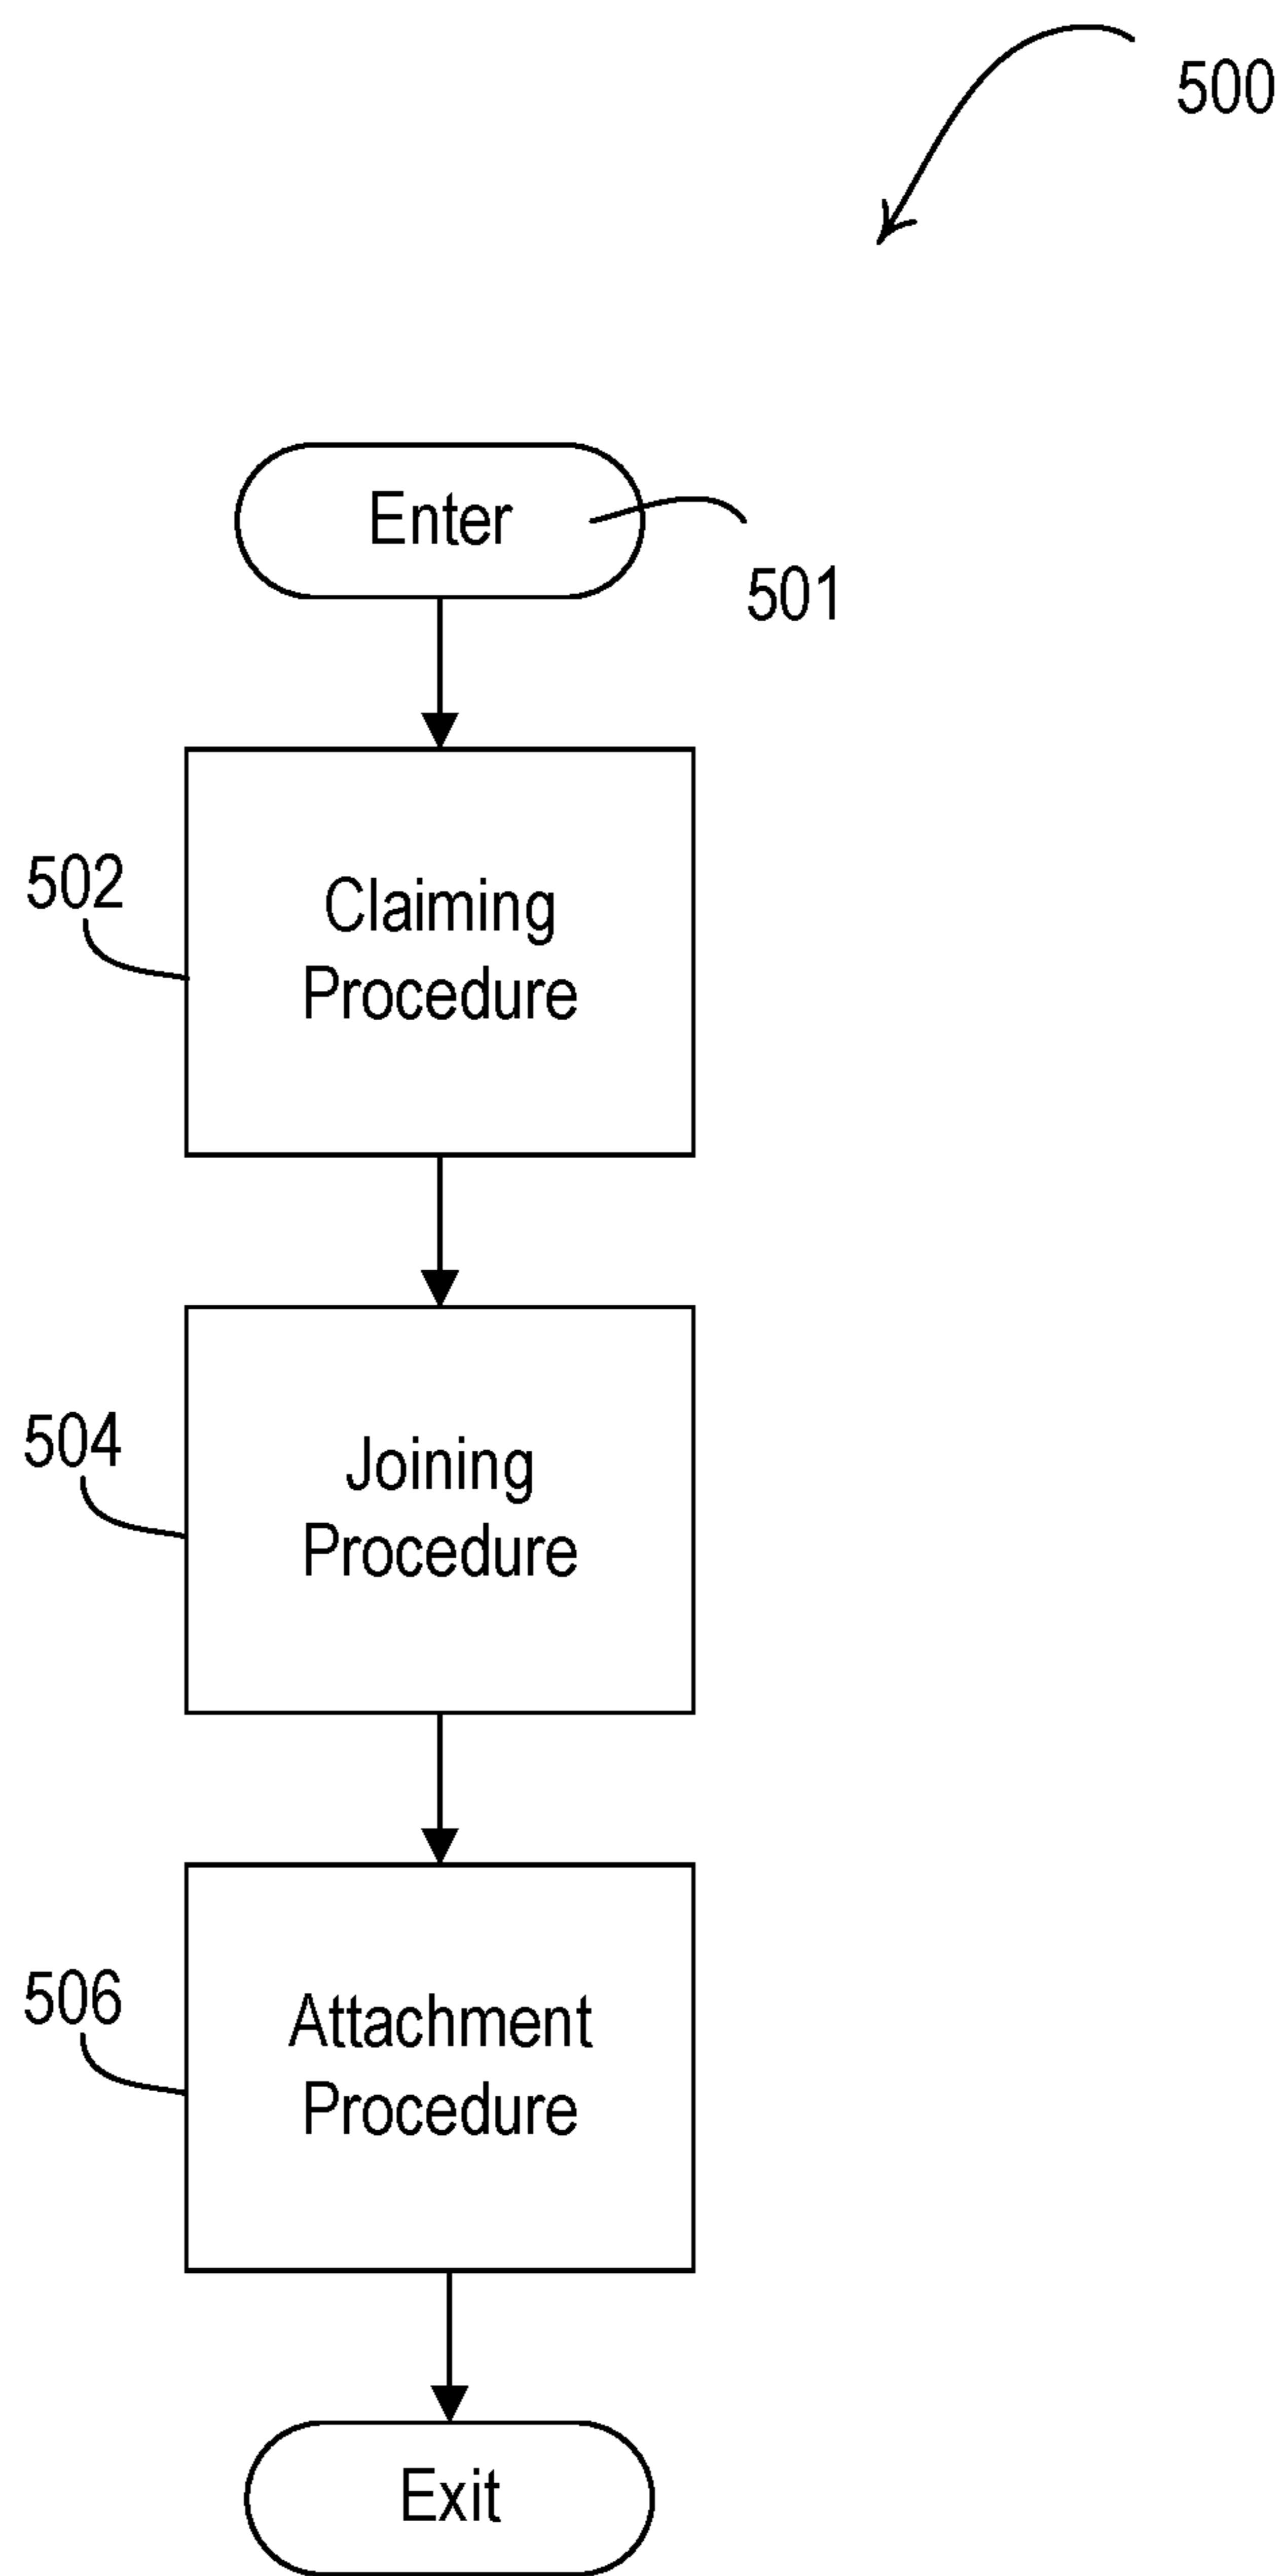 500
Enter
501
502
Claiming
Procedure
504
Joining
Procedure
506
Attachment
Procedure
Exit